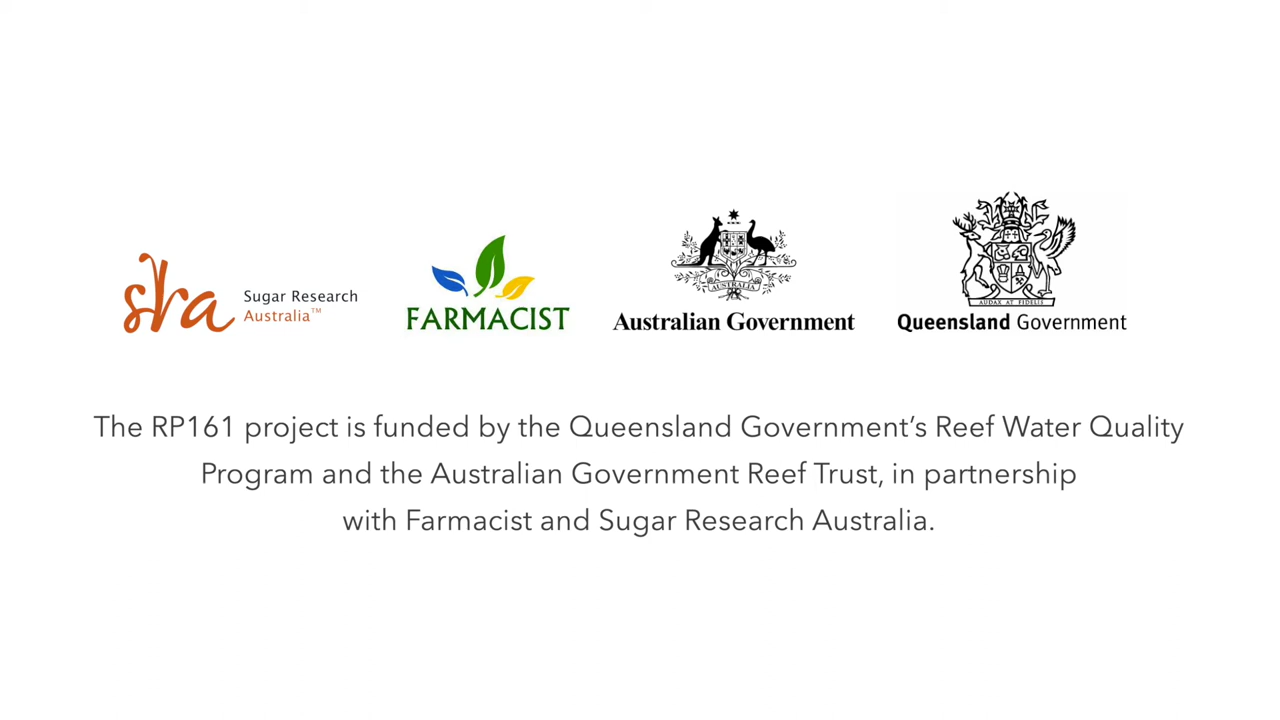 sra
Sugar Research
Australia™
FARMACIST
AUSTRALIA
Australian Government
AUDAX AT FIDELIS
Queensland Government
The RP161 project is funded by the Queensland Government’s Reef Water Quality
Program and the Australian Government Reef Trust, in partnership
with Farmacist and Sugar Research Australia.